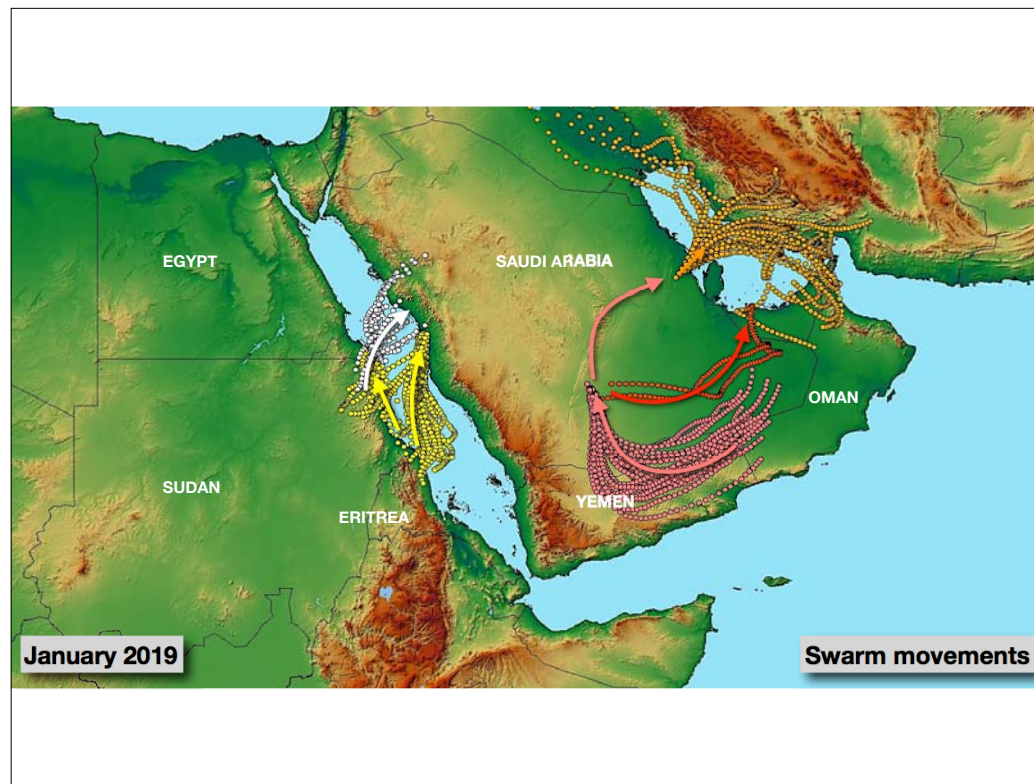 EGYPT
SAUDI ARABIA
OMAN
SUDAN
YEMEN
ERITREA
January 2019
Swarm movements